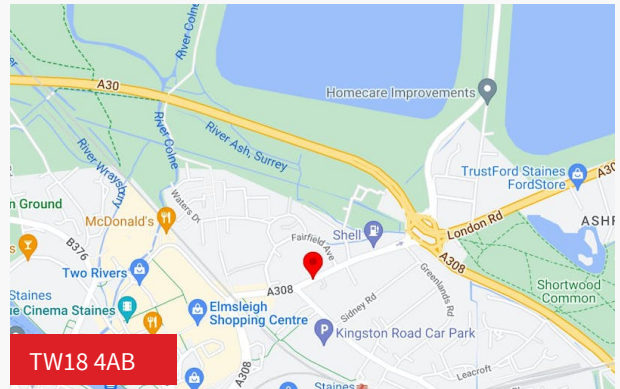 River Colne
A30
Homecare Improvements
River Ash, Surrey
River Colne
River Wraysbury
TrustFord Staines
FordStore
A30
Waters Dr
n Ground
McDonald's
London Rd
ASHF
Fairfield Ave
Shell
B376
s
A308
Two Rivers
Greenlands Rd
A308
Shortwood
Common
Staines
ue Cinema Staines
Elmsleigh
Shopping Centre
Sidney Rd
Kingston Road Car Park
A308
Leacroft
TW18 4AB
Staines